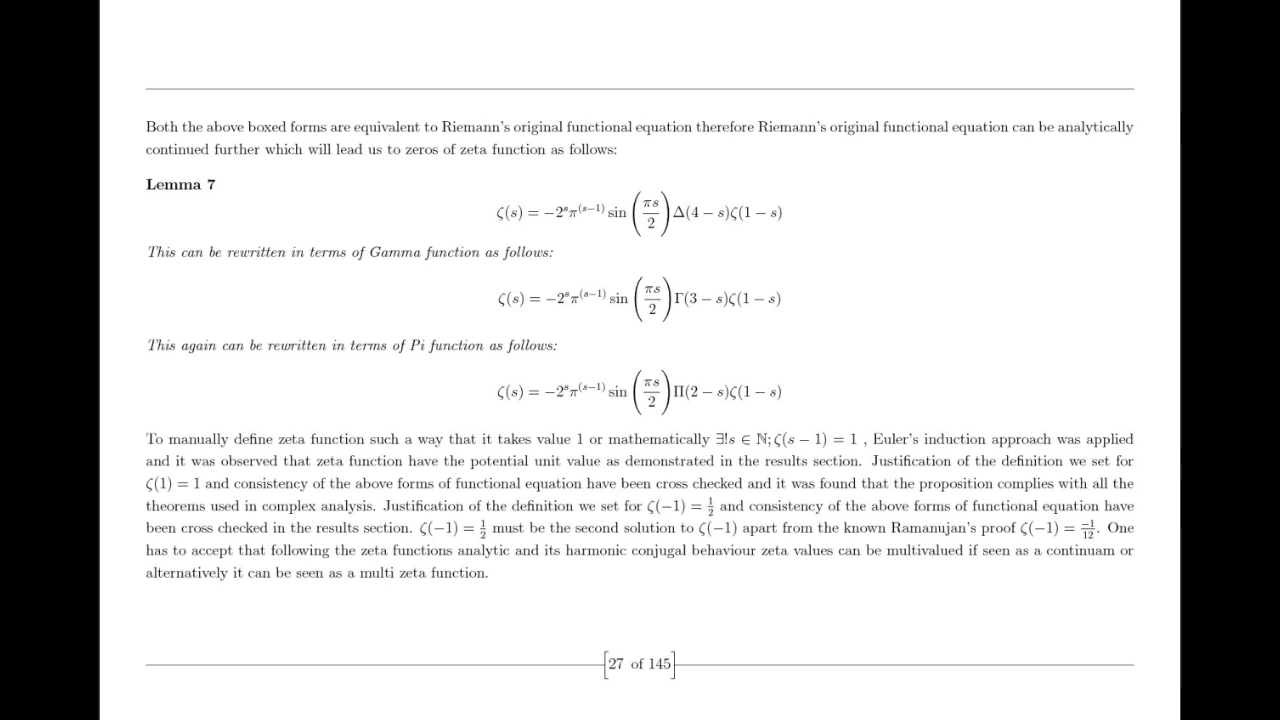 Both the above boxed forms are equivalent to Riemann's original functional equation therefore Riemann's original functional equation can be analytically
continued further which will lead us to zeros of zeta function as follows:
Lemma 7
ζ(s) = −2^s π^(s−1) sin (πs/2) Δ(4 − s)ζ(1 − s)
This can be rewritten in terms of Gamma function as follows:
ζ(s) = −2^s π^(s−1) sin (πs/2) Γ(3 − s)ζ(1 − s)
This again can be rewritten in terms of Pi function as follows:
ζ(s) = −2^s π^(s−1) sin (πs/2) Π(2 − s)ζ(1 − s)
To manually define zeta function such a way that it takes value 1 or mathematically ∃!s ∈ ℕ; ζ(s − 1) = 1 , Euler's induction approach was applied
and it was observed that zeta function have the potential unit value as demonstrated in the results section. Justification of the definition we set for
ζ(1) = 1 and consistency of the above forms of functional equation have been cross checked and it was found that the proposition complies with all the
theorems used in complex analysis. Justification of the definition we set for ζ(−1) = 1/2 and consistency of the above forms of functional equation have
been cross checked in the results section. ζ(−1) = 1/2 must be the second solution to ζ(−1) apart from the known Ramanujan's proof ζ(−1) = −1/12. One
has to accept that following the zeta functions analytic and its harmonic conjugal behaviour zeta values can be multivalued if seen as a continuam or
alternatively it can be seen as a multi zeta function.
27 of 145